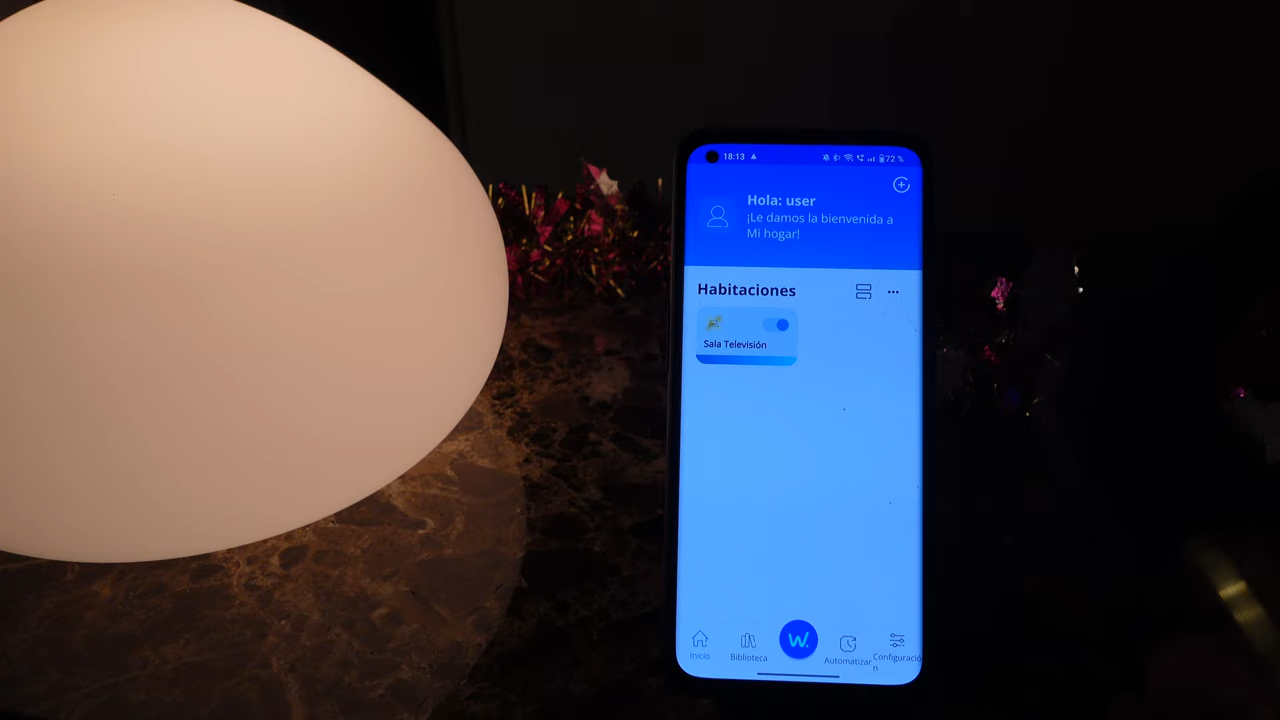 18:13 72 %
Hola: user
¡Le damos la bienvenida a
Mi hogar!
Habitaciones
Sala Televisión
W.
Inicio Biblioteca Automatizar Configuració
n